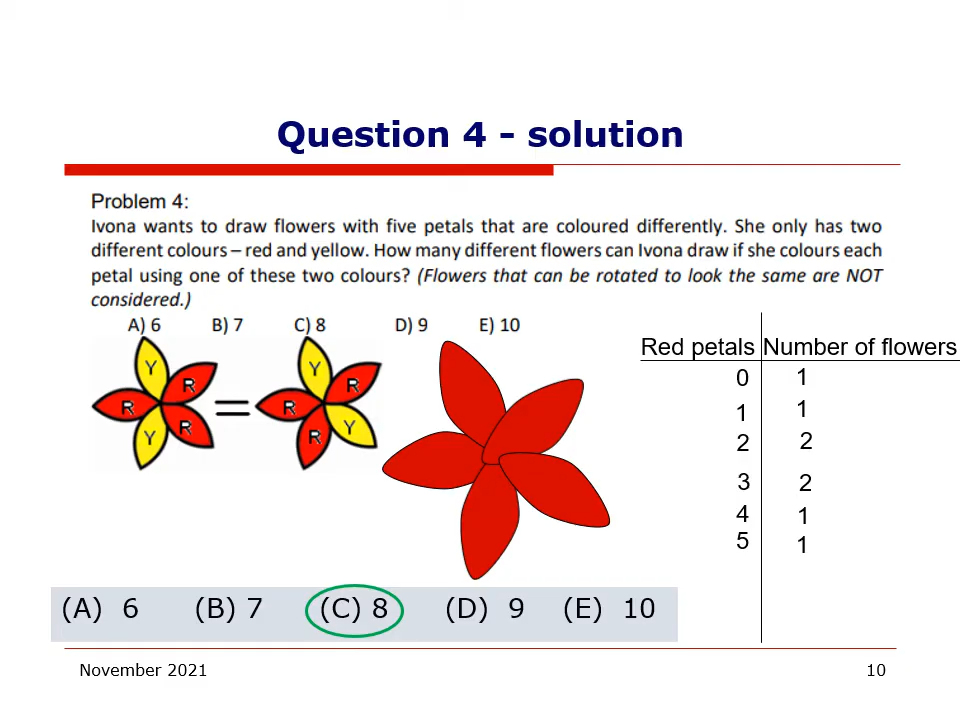 Question 4 - solution
Problem 4:
Ivona wants to draw flowers with five petals that are coloured differently. She only has two
different colours – red and yellow. How many different flowers can Ivona draw if she colours each
petal using one of these two colours? (Flowers that can be rotated to look the same are NOT
considered.)
A) 6 B) 7 C) 8 D) 9 E) 10
Y R R Y R = Y R Y R R
Red petals Number of flowers
0 1
1 1
2 2
3 2
4 1
5 1
(A) 6 (B) 7 (C) 8 (D) 9 (E) 10
November 2021 10